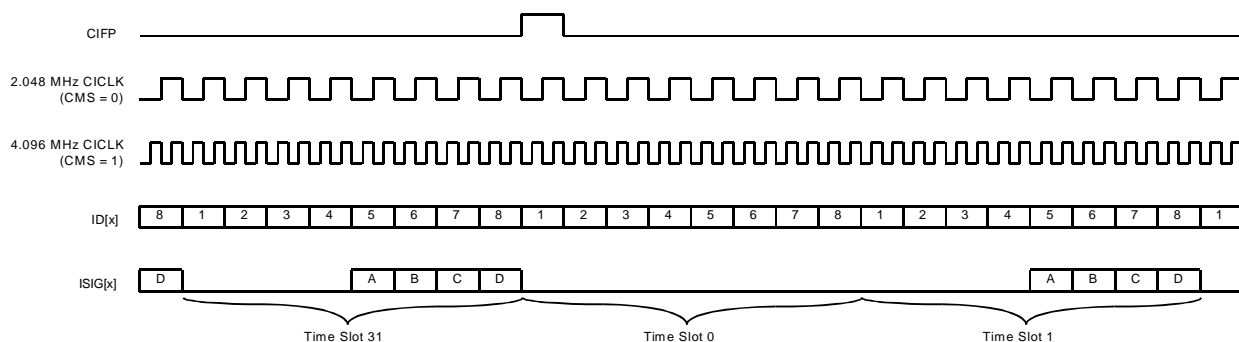 CIFP
2.048 MHz CICLK
(CMS = 0)
4.096 MHz CICLK
(CMS = 1)
ID[x] 8 1 2 3 4 5 6 7 8 1 2 3 4 5 6 7 8 1 2 3 4 5 6 7 8 1
ISIG[x] D A B C D A B C D
Time Slot 31 Time Slot 0 Time Slot 1